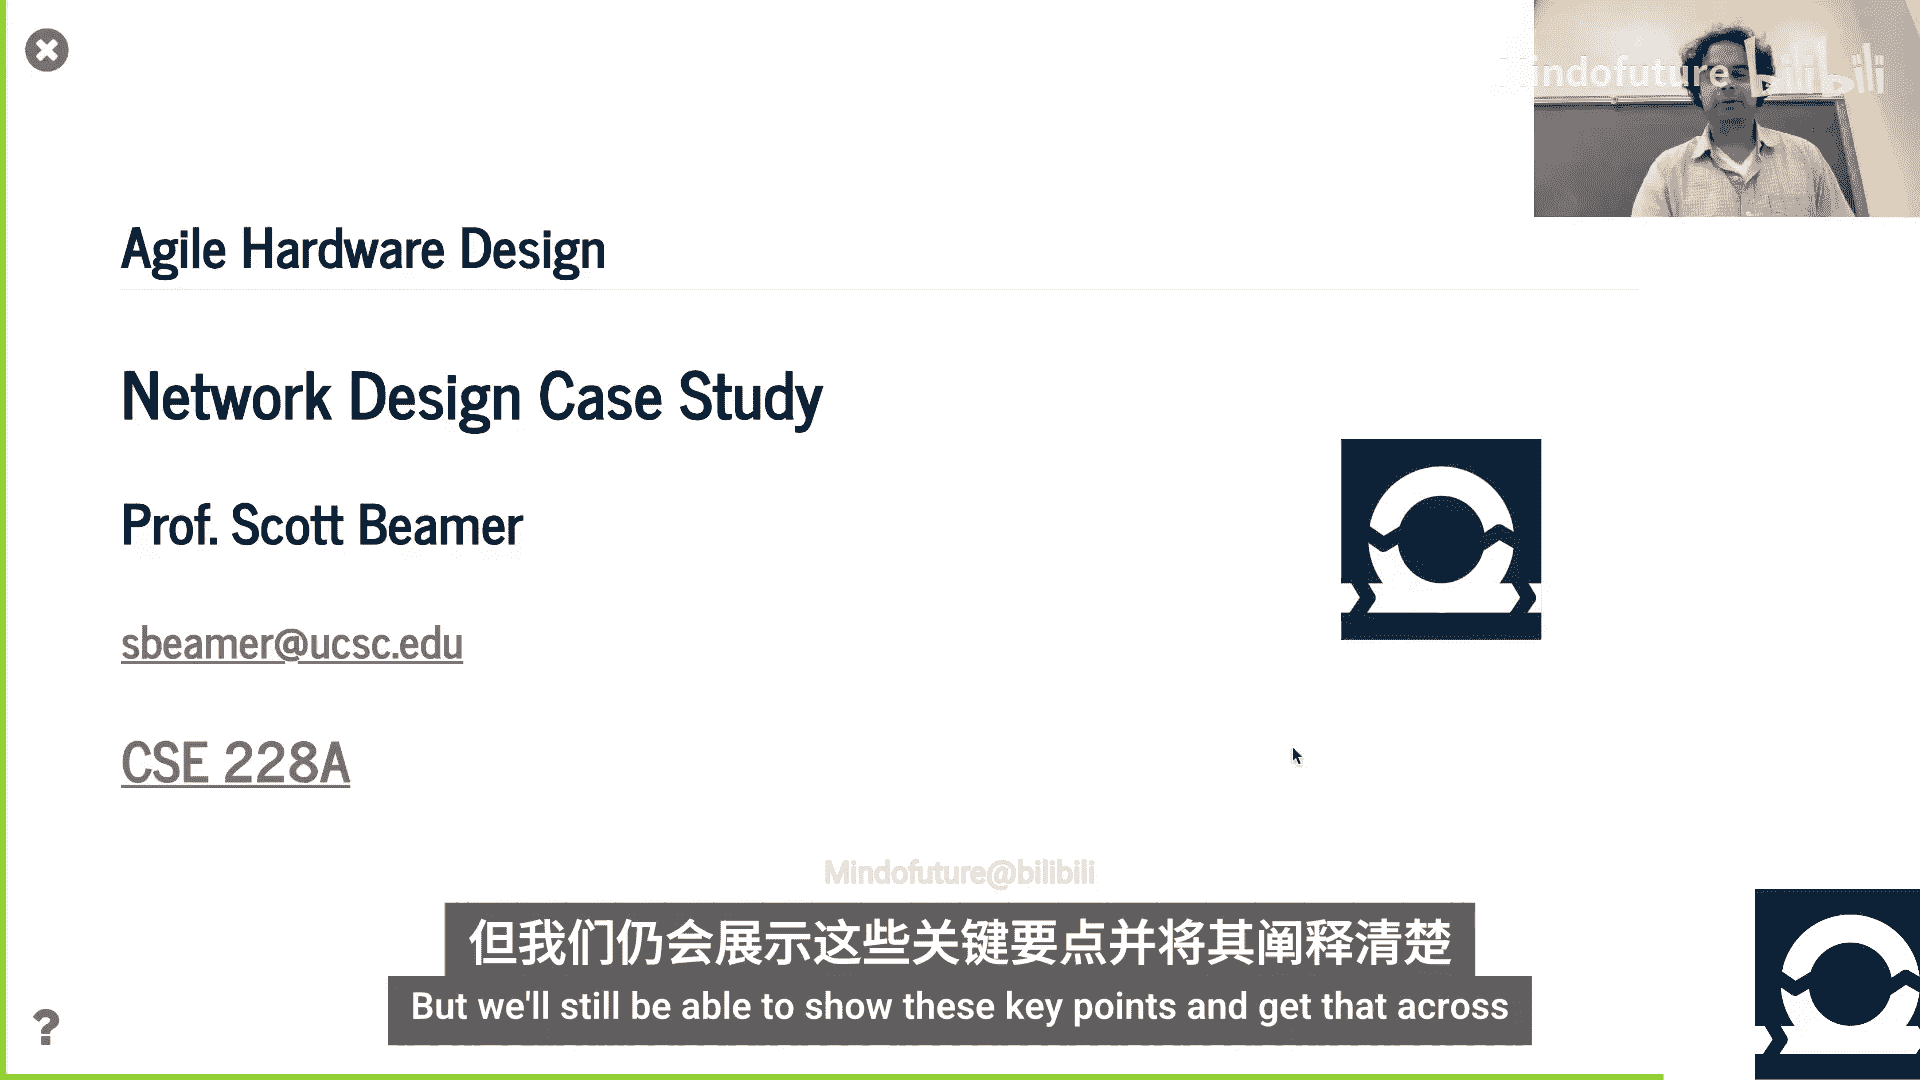 indofuture bilibili
Agile Hardware Design
Network Design Case Study
Prof. Scott Beamer
sbeamer@ucsc.edu
CSE 228A
Mindofuture@bilibili
但我们仍会展示这些关键要点并将其阐释清楚
But we'll still be able to show these key points and get that across
?